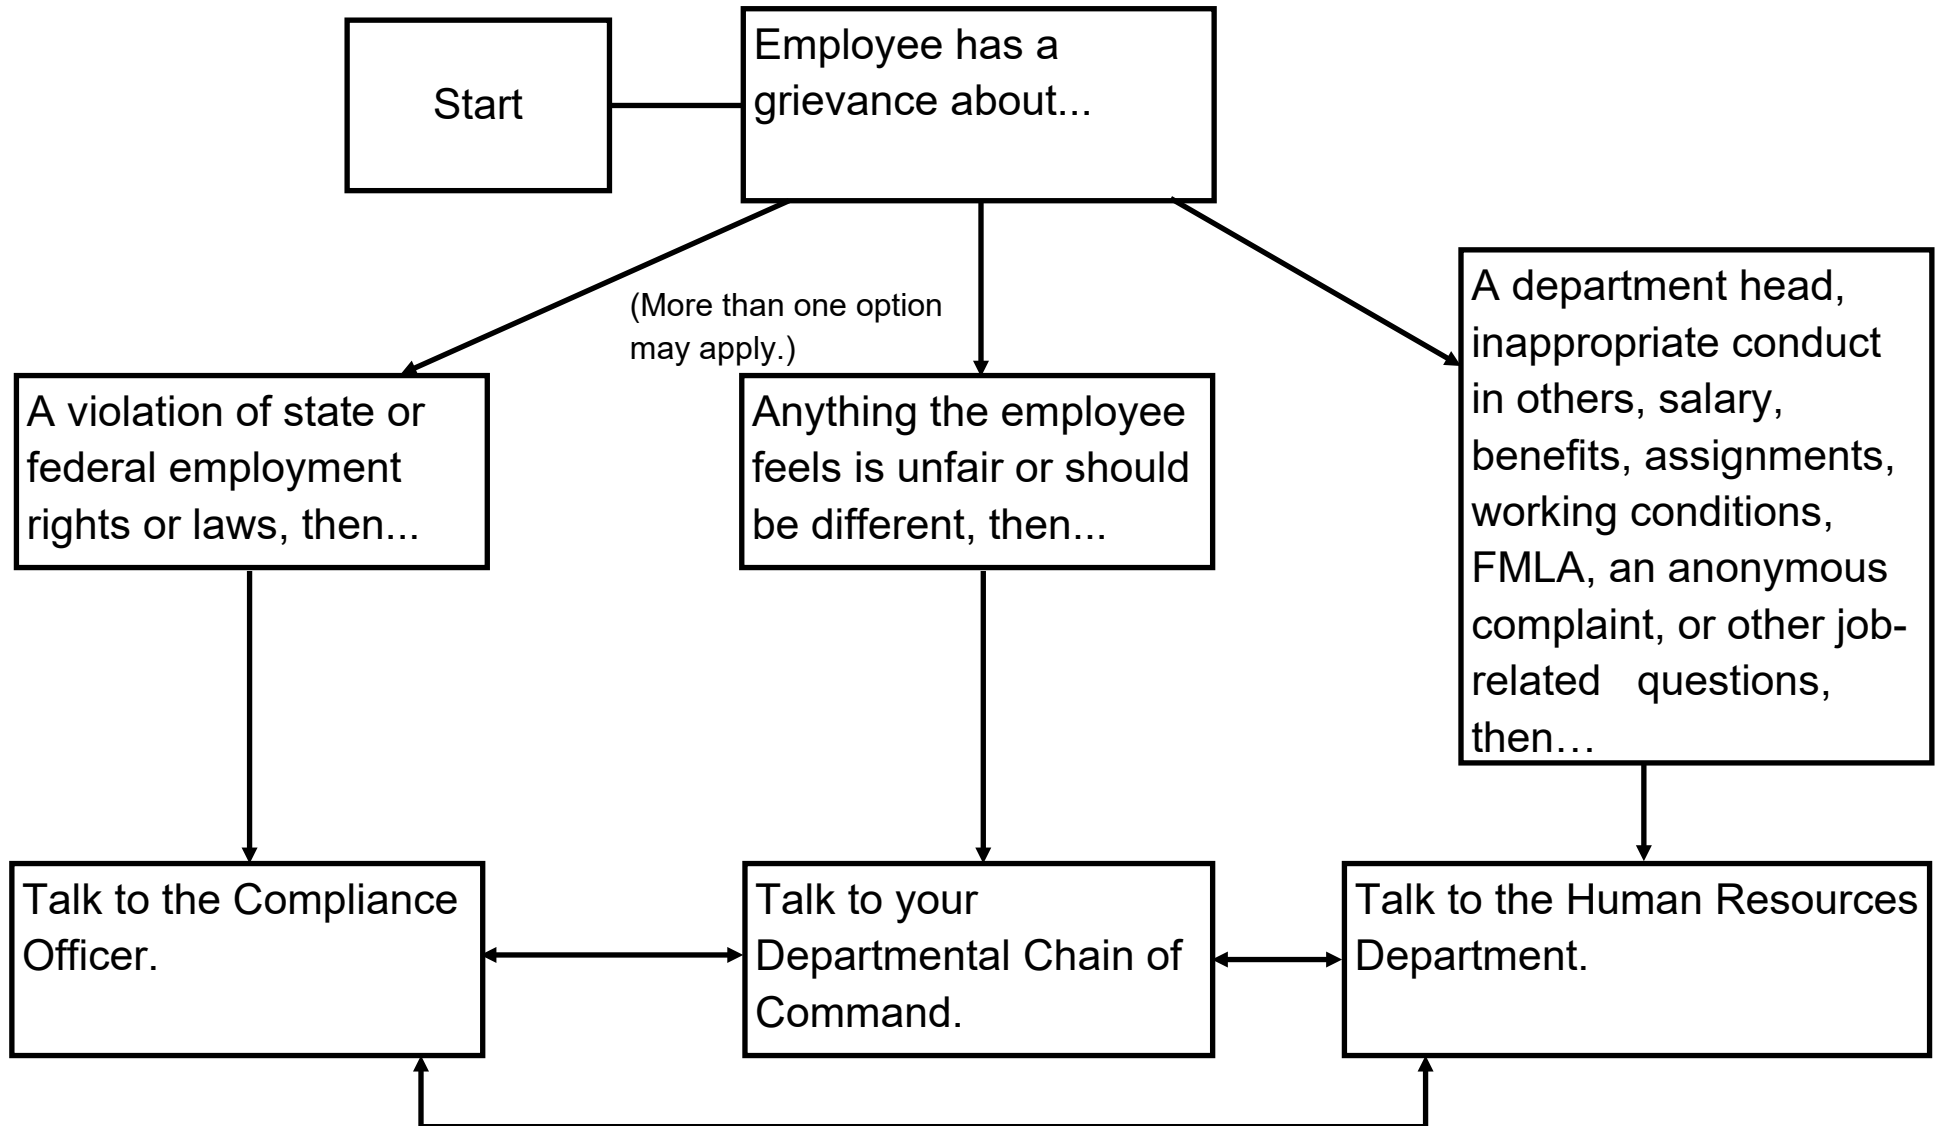 Start
Employee has a
grievance about...
(More than one option
may apply.)
A violation of state or
federal employment
rights or laws, then...
Anything the employee
feels is unfair or should
be different, then...
A department head,
inappropriate conduct
in others, salary,
benefits, assignments,
working conditions,
FMLA, an anonymous
complaint, or other job-
related   questions,
then…
Talk to the Compliance
Officer.
Talk to your
Departmental Chain of
Command.
Talk to the Human Resources
Department.